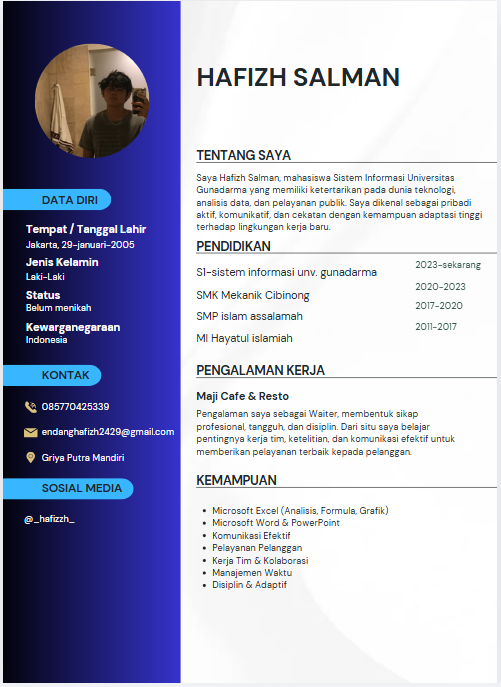 HAFIZH SALMAN
DATA DIRI
Tempat / Tanggal Lahir
Jakarta, 29-januari-2005
Jenis Kelamin
Laki-Laki
Status
Belum menikah
Kewarganegaraan
Indonesia
KONTAK
085770425339
endanghafizh2429@gmail.com
Griya Putra Mandiri
SOSIAL MEDIA
@_hafizzh_
TENTANG SAYA
Saya Hafizh Salman, mahasiswa Sistem Informasi Universitas
Gunadarma yang memiliki ketertarikan pada dunia teknologi,
analisis data, dan pelayanan publik. Saya dikenal sebagai pribadi
aktif, komunikatif, dan cekatan dengan kemampuan adaptasi tinggi
terhadap lingkungan kerja baru.
PENDIDIKAN
S1-sistem informasi unv. gunadarma 2023-sekarang
SMK Mekanik Cibinong 2020-2023
SMP islam assalamah 2017-2020
MI Hayatul islamiah 2011-2017
PENGALAMAN KERJA
Maji Cafe & Resto
Pengalaman saya sebagai Waiter, membentuk sikap
profesional, tangguh, dan disiplin. Dari situ saya belajar
pentingnya kerja tim, ketelitian, dan komunikasi efektif untuk
memberikan pelayanan terbaik kepada pelanggan.
KEMAMPUAN
• Microsoft Excel (Analisis, Formula, Grafik)
• Microsoft Word & PowerPoint
• Komunikasi Efektif
• Pelayanan Pelanggan
• Kerja Tim & Kolaborasi
• Manajemen Waktu
• Disiplin & Adaptif